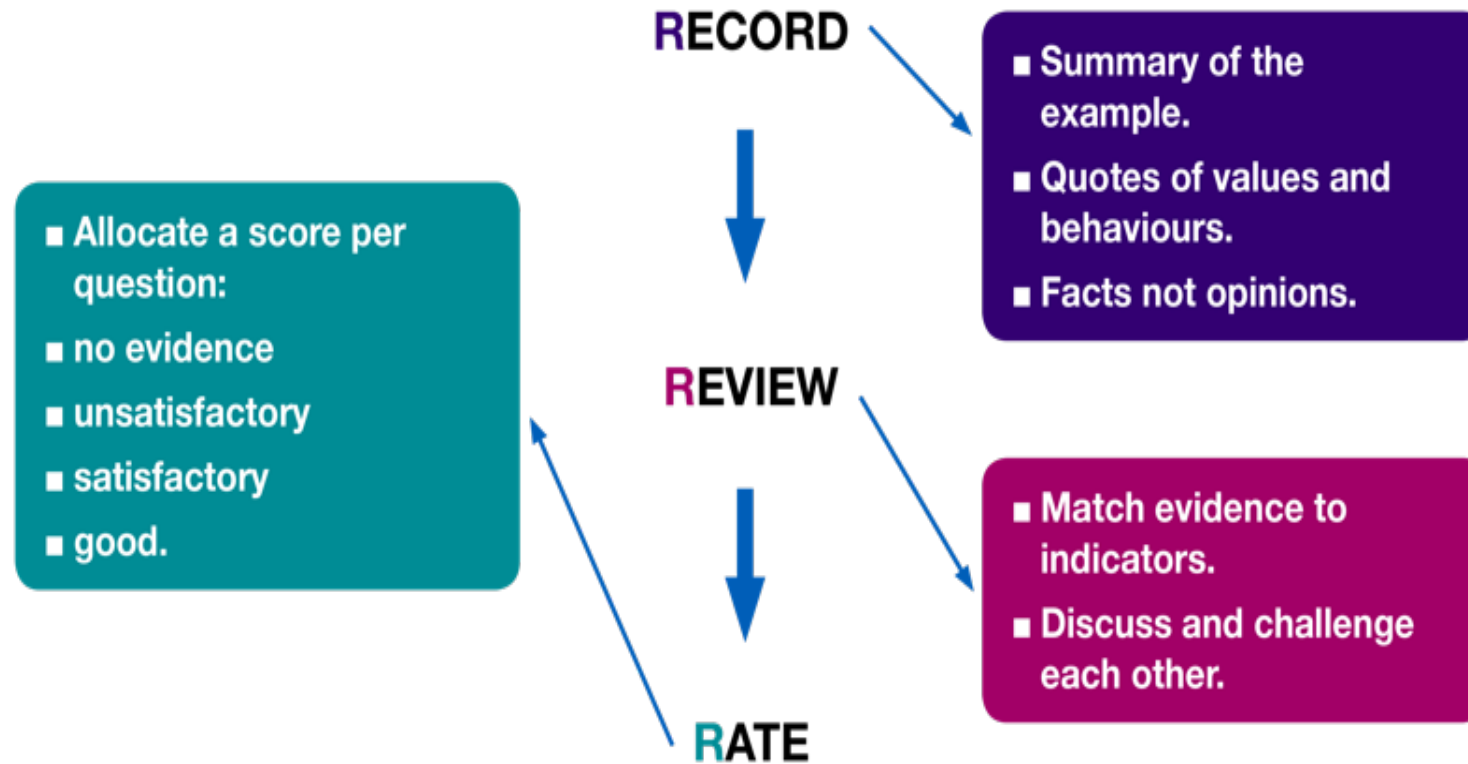 RECORD
■ Summary of the
example.
■ Quotes of values and
behaviours.
■ Facts not opinions.
REVIEW
■ Match evidence to
indicators.
■ Discuss and challenge
each other.
RATE
■ Allocate a score per
question:
■ no evidence
■ unsatisfactory
■ satisfactory
■ good.